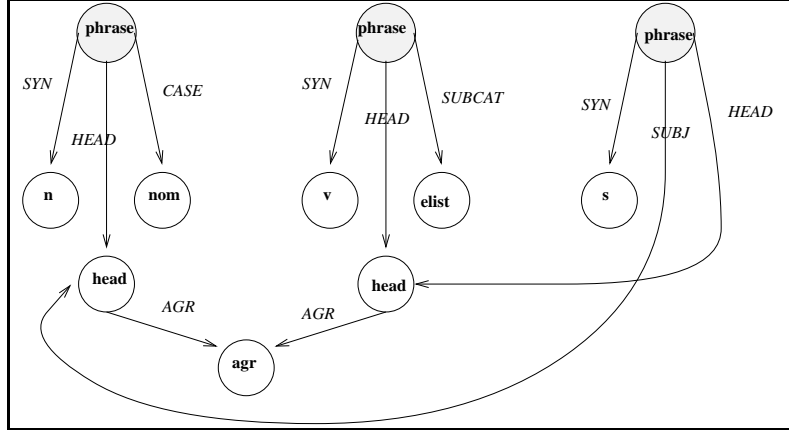 phrase phrase phrase
SYN CASE SYN SUBCAT SYN HEAD
HEAD HEAD SUBJ
n nom v elist s
head head
AGR AGR
agr